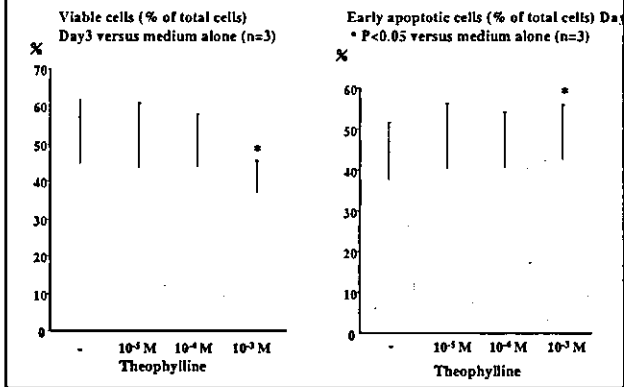 Viable cells (% of total cells)
Day3 versus medium alone (n=3)
%
70
60
50
40
30
20
10
0
*
- 10⁻⁵ M 10⁻⁴ M 10⁻³ M
Theophylline
Early apoptotic cells (% of total cells) Day
* P<0.05 versus medium alone (n=3)
%
60
50
40
30
20
10
0
*
- 10⁻⁵ M 10⁻⁴ M 10⁻³ M
Theophylline